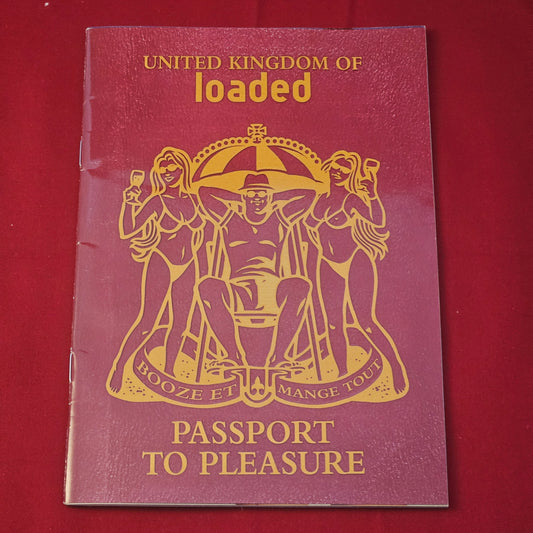 UNITED KINGDOM OF
loaded
BOOZE ET MANGE TOUT
PASSPORT
TO PLEASURE